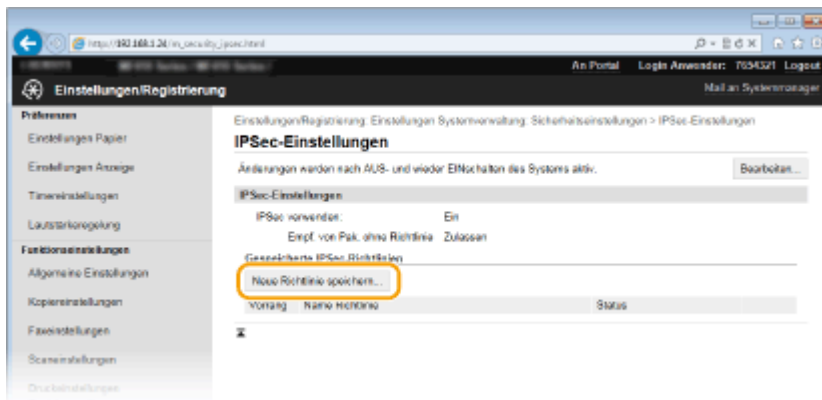 http://192.168.1.24/m_security_ipsec.html
An Portal Login Anwender: 7654321 Logout
Einstellungen/Registrierung
Mail an Systemmanager
Präferenzen
Einstellungen Papier
Einstellungen Anzeige
Timereinstellungen
Lautstärkeregelung
Funktionseinstellungen
Allgemeine Einstellungen
Kopiereinstellungen
Faxeinstellungen
Scaneinstellungen
Druckeinstellungen
Einstellungen/Registrierung: Einstellungen Systemverwaltung: Sicherheitseinstellungen > IPSec-Einstellungen
IPSec-Einstellungen
Änderungen werden nach AUS- und wieder EINschalten des Systems aktiv.
Bearbeiten...
IPSec-Einstellungen
IPSec verwenden: Ein
Empf. von Pak. ohne Richtlinie Zulassen
Gespeicherte IPSec-Richtlinien
Neue Richtlinie speichern...
Vorrang Name Richtlinie Status